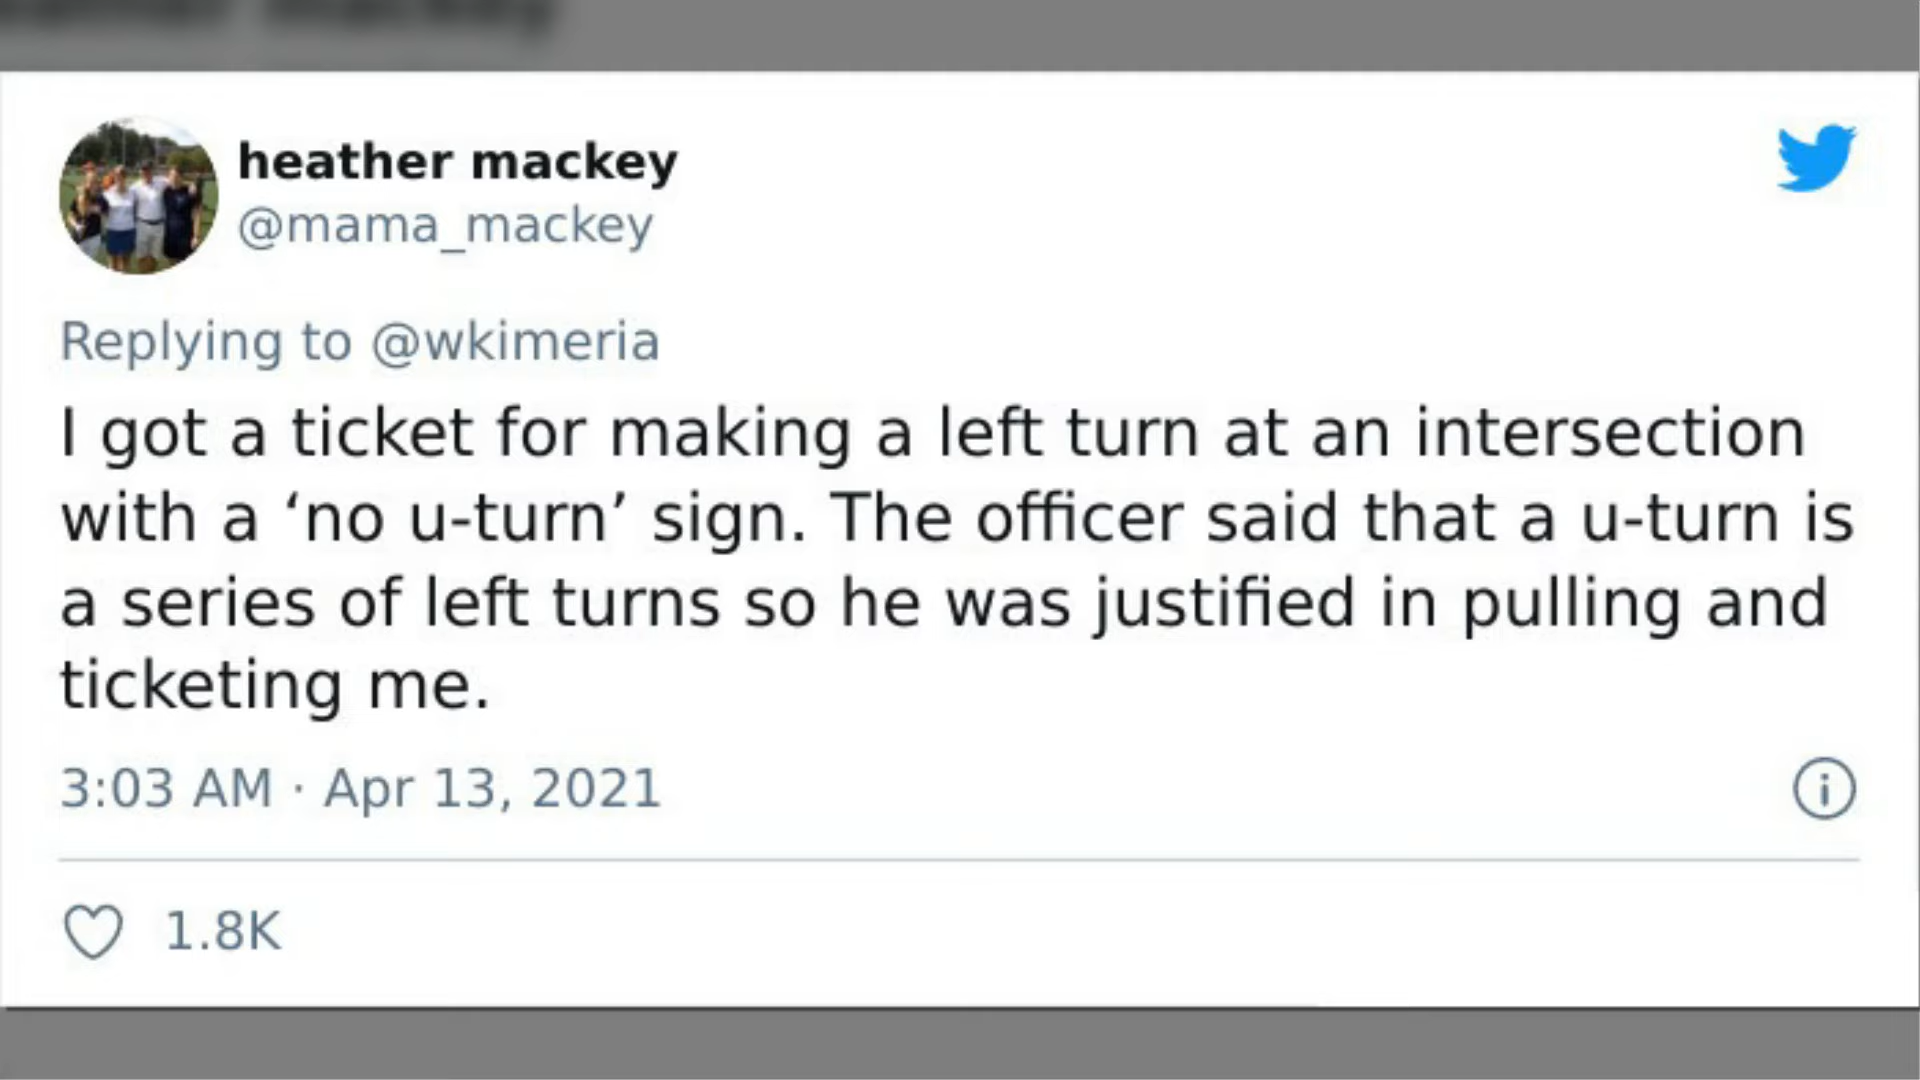 heather mackey
@mama_mackey
Replying to @wkimeria
I got a ticket for making a left turn at an intersection
with a ‘no u-turn’ sign. The officer said that a u-turn is
a series of left turns so he was justified in pulling and
ticketing me.
3:03 AM · Apr 13, 2021
1.8K